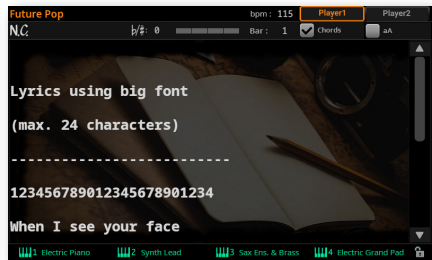 Future Pop bpm: 115 Player1 Player2
N.C. b/#: 0 Bar: 1 Chords aA
Lyrics using big font
(max. 24 characters)
--------------------------
123456789012345678901234
When I see your face
1 Electric Piano 2 Synth Lead 3 Sax Ens. & Brass 4 Electric Grand Pad